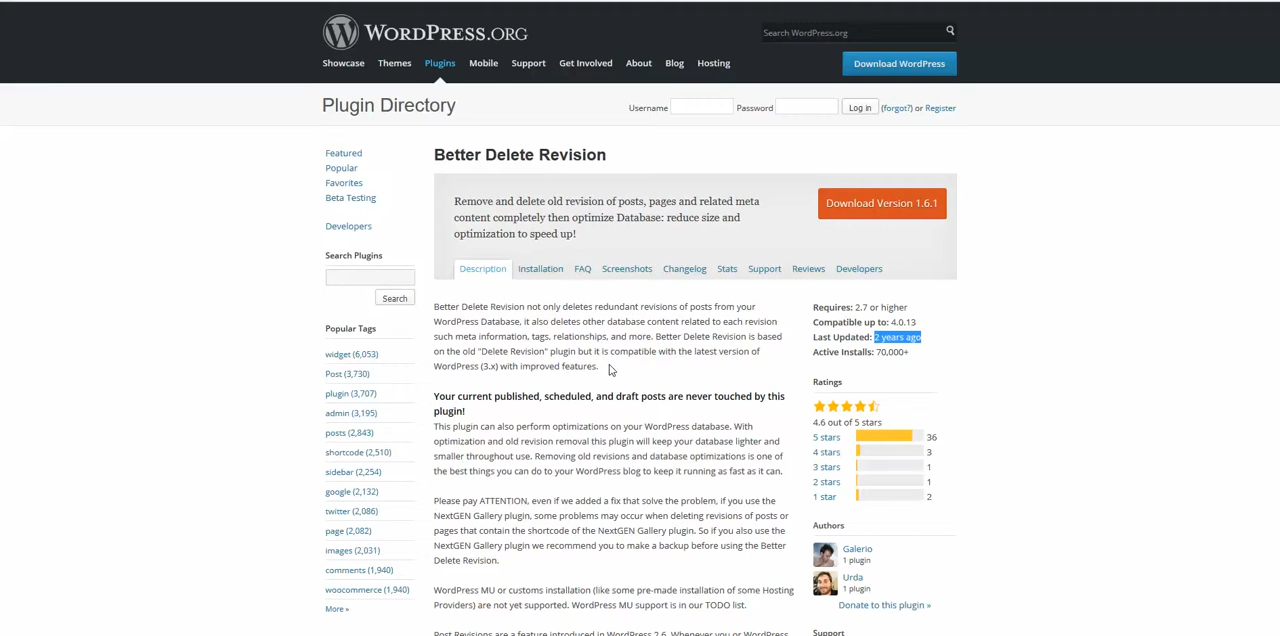 WORDPRESS.ORG
Search WordPress.org
Showcase Themes Plugins Mobile Support Get Involved About Blog Hosting
Download WordPress
Plugin Directory
Username Password Log in (forgot?) or Register
Featured
Popular
Favorites
Beta Testing
Developers
Search Plugins
Search
Popular Tags
widget (6,053)
Post (3,730)
plugin (3,707)
admin (3,195)
posts (2,843)
shortcode (2,510)
sidebar (2,254)
google (2,132)
twitter (2,086)
page (2,082)
images (2,031)
comments (1,940)
woocommerce (1,940)
More »
Better Delete Revision
Remove and delete old revision of posts, pages and related meta
content completely then optimize Database: reduce size and
optimization to speed up!
Download Version 1.6.1
Description Installation FAQ Screenshots Changelog Stats Support Reviews Developers
Better Delete Revision not only deletes redundant revisions of posts from your
WordPress Database, it also deletes other database content related to each revision
such meta information, tags, relationships, and more. Better Delete Revision is based
on the old "Delete Revision" plugin but it is compatible with the latest version of
WordPress (3.x) with improved features.
Your current published, scheduled, and draft posts are never touched by this
plugin!
This plugin can also perform optimizations on your WordPress database. With
optimization and old revision removal this plugin will keep your database lighter and
smaller throughout use. Removing old revisions and database optimizations is one of
the best things you can do to your WordPress blog to keep it running as fast as it can.
Please pay ATTENTION, even if we added a fix that solve the problem, if you use the
NextGEN Gallery plugin, some problems may occur when deleting revisions of posts or
pages that contain the shortcode of the NextGEN Gallery plugin. So if you also use the
NextGEN Gallery plugin we recommend you to make a backup before using the Better
Delete Revision.
WordPress MU or customs installation (like some pre-made installation of some Hosting
Providers) are not yet supported. WordPress MU support is in our TODO list.
Post Revisions are a feature introduced in WordPress 2.6. Whenever you or WordPress
Requires: 2.7 or higher
Compatible up to: 4.0.13
Last Updated: 2 years ago
Active Installs: 70,000+
Ratings
4.6 out of 5 stars
5 stars 36
4 stars 3
3 stars 1
2 stars 1
1 star 2
Authors
Galerio
1 plugin
Urda
1 plugin
Donate to this plugin »
Support